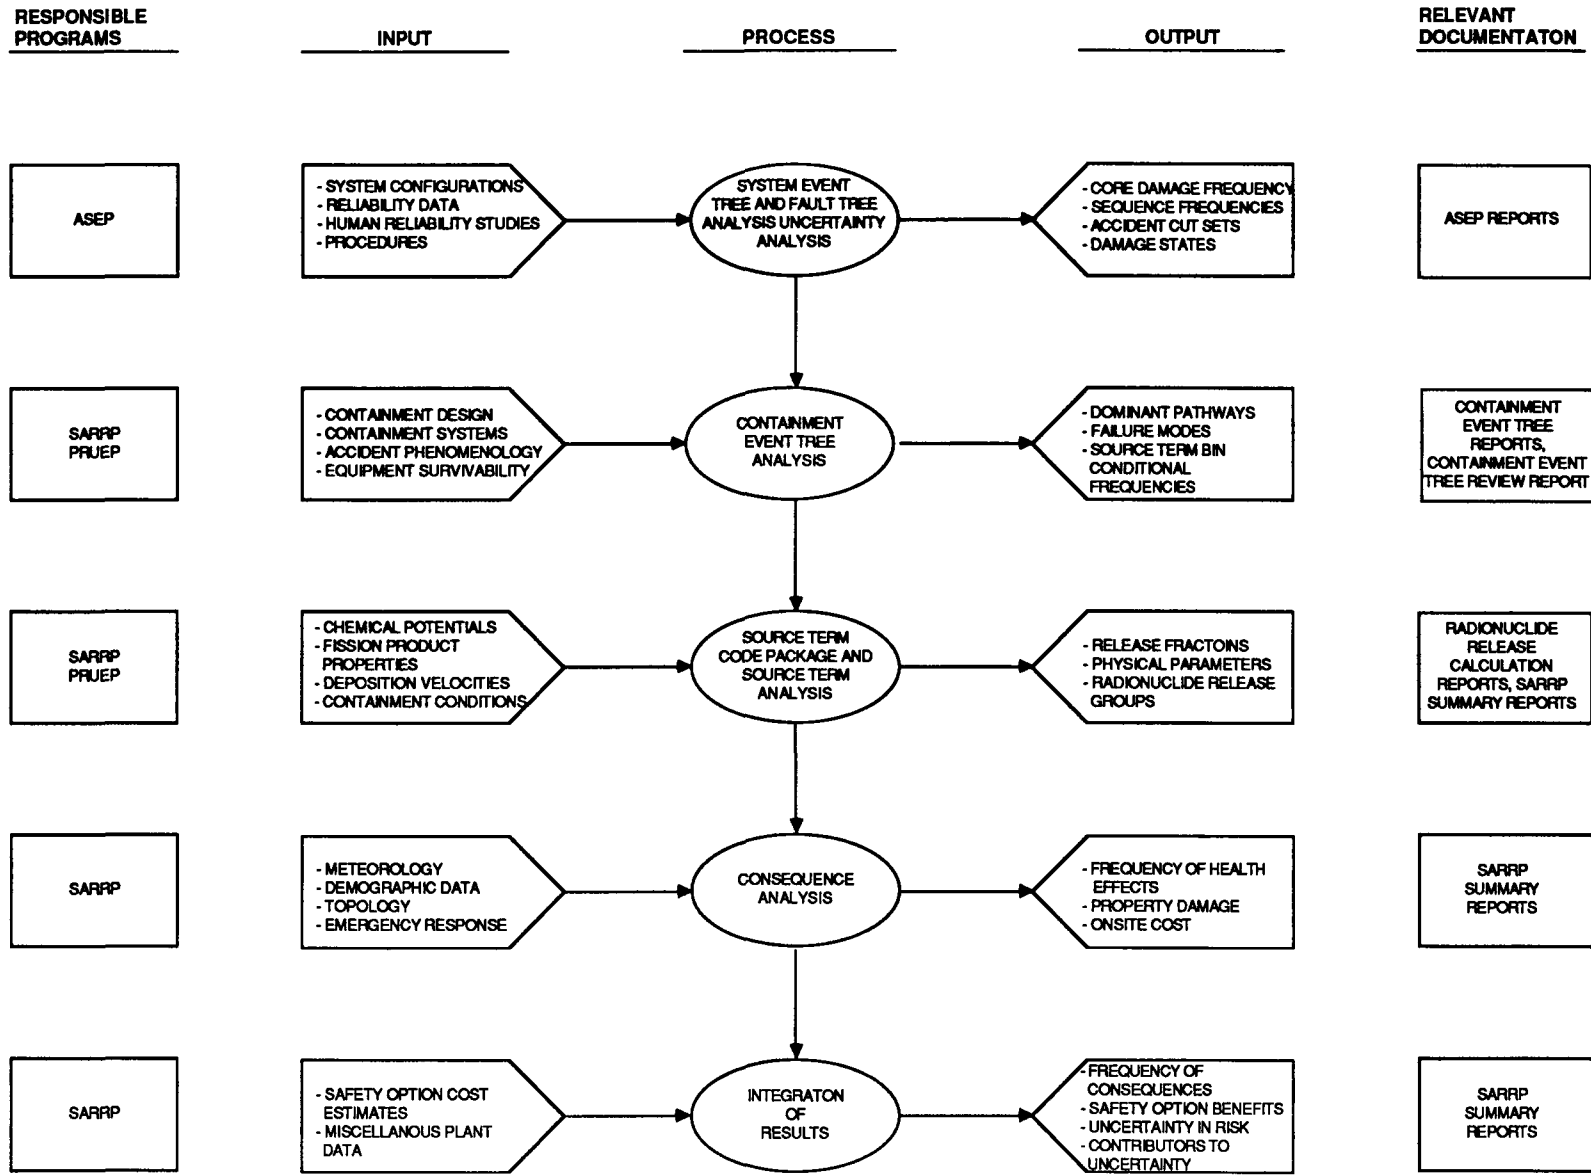 RESPONSIBLE
PROGRAMS
INPUT
PROCESS
OUTPUT
RELEVANT
DOCUMENTATON
ASEP
- SYSTEM CONFIGURATIONS
- RELIABILITY DATA
- HUMAN RELIABILITY STUDIES
- PROCEDURES
SYSTEM EVENT
TREE AND FAULT TREE
ANALYSIS UNCERTAINTY
ANALYSIS
- CORE DAMAGE FREQUENCY
- SEQUENCE FREQUENCIES
- ACCIDENT CUT SETS
- DAMAGE STATES
ASEP REPORTS
SARRP
PRUEP
- CONTAINMENT DESIGN
- CONTAINMENT SYSTEMS
- ACCIDENT PHENOMENOLOGY
- EQUIPMENT SURVIVABILITY
CONTAINMENT
EVENT TREE
ANALYSIS
- DOMINANT PATHWAYS
- FAILURE MODES
- SOURCE TERM BIN
CONDITIONAL
FREQUENCIES
CONTAINMENT
EVENT TREE
REPORTS,
CONTAINMENT EVENT
TREE REVIEW REPORT
SARRP
PRUEP
- CHEMICAL POTENTIALS
- FISSION PRODUCT
PROPERTIES
- DEPOSITION VELOCITIES
- CONTAINMENT CONDITIONS
SOURCE TERM
CODE PACKAGE AND
SOURCE TERM
ANALYSIS
- RELEASE FRACTOINS
- PHYSICAL PARAMETERS
- RADIONUCLIDE RELEASE
GROUPS
RADIONUCLIDE
RELEASE
CALCULATION
REPORTS, SARRP
SUMMARY REPORTS
SARRP
- METEOROLOGY
- DEMOGRAPHIC DATA
- TOPOLOGY
- EMERGENCY RESPONSE
CONSEQUENCE
ANALYSIS
- FREQUENCY OF HEALTH
EFFECTS
- PROPERTY DAMAGE
- ONSITE COST
SARRP
SUMMARY
REPORTS
SARRP
- SAFETY OPTION COST
ESTIMATES
- MISCELLANOUS PLANT
DATA
INTEGRATON
OF
RESULTS
- FREQUENCY OF
CONSEQUENCES
- SAFETY OPTION BENEFITS
- UNCERTAINTY IN RISK
- CONTRIBUTORS TO
UNCERTAINTY
SARRP
SUMMARY
REPORTS